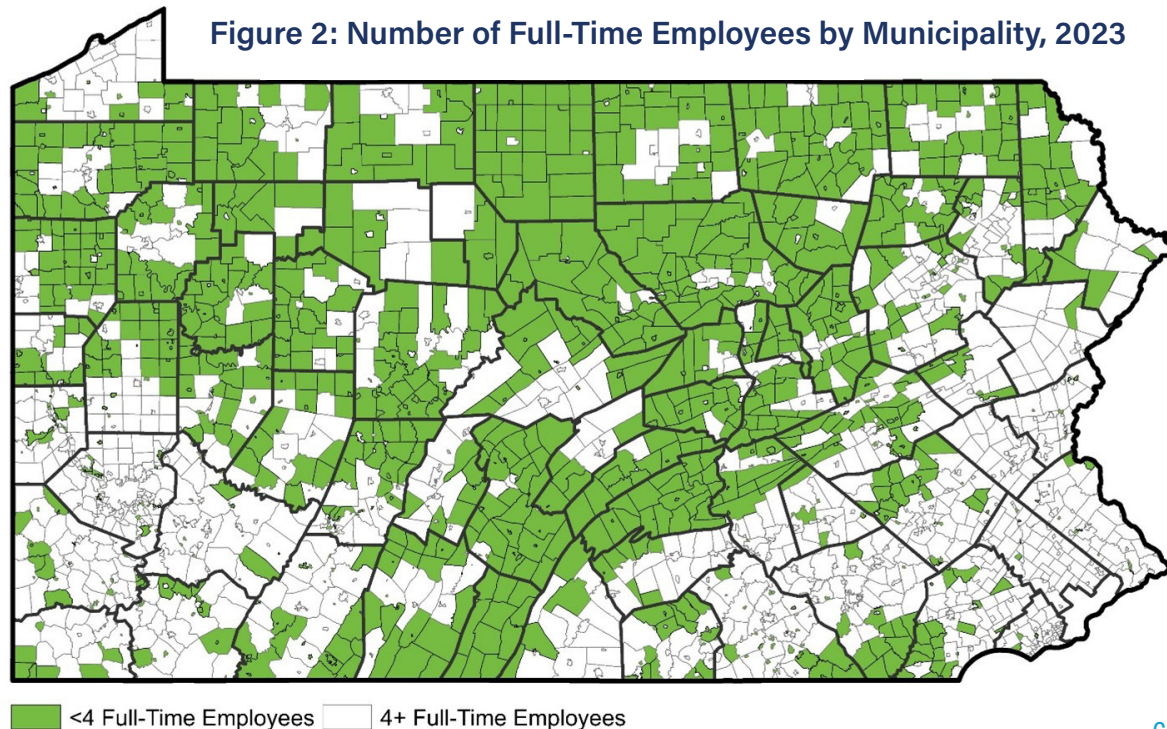 Figure 2: Number of Full-Time Employees by Municipality, 2023
<4 Full-Time Employees 4+ Full-Time Employees